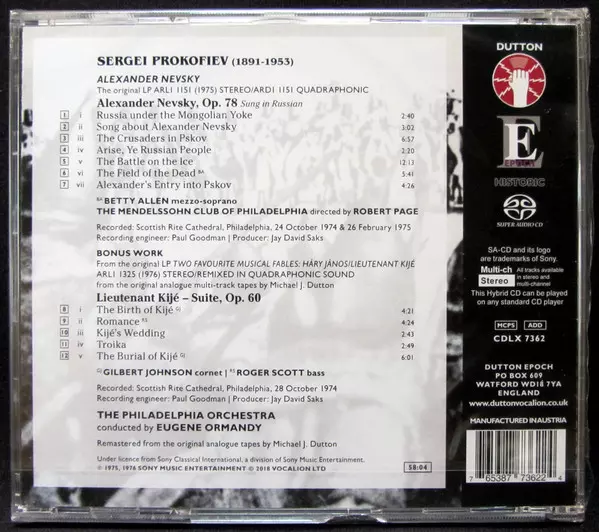 SERGEI PROKOFIEV (1891-1953)
ALEXANDER NEVSKY
The original LP ARL1 1151 (1975) STEREO/ARD1 1151 QUADRAPHONIC
Alexander Nevsky, Op. 78 Sung in Russian
1 i Russia under the Mongolian Yoke 2:40
2 ii Song about Alexander Nevsky 3:02
3 iii The Crusaders in Pskov 6:57
4 iv Arise, Ye Russian People 2:20
5 v The Battle on the Ice 12:13
6 vi The Field of the Dead BA 5:41
7 vii Alexander's Entry into Pskov 4:26
BA BETTY ALLEN mezzo-soprano
THE MENDELSSOHN CLUB OF PHILADELPHIA directed by ROBERT PAGE
Recorded: Scottish Rite Cathedral, Philadelphia, 24 October 1974 & 26 February 1975
Recording engineer: Paul Goodman | Producer: Jay David Saks
BONUS WORK
From the original LP TWO FAVOURITE MUSICAL FABLES: HÁRY JÁNOS/LIEUTENANT KIJÉ
ARL1 1325 (1976) STEREO/REMIXED IN QUADRAPHONIC SOUND
from the original analogue multi-track tapes by Michael J. Dutton
Lieutenant Kijé – Suite, Op. 60
8 i The Birth of Kijé GJ 4:21
9 ii Romance RS 4:24
10 iii Kijé's Wedding 2:43
11 iv Troika 2:49
12 v The Burial of Kijé GJ 6:01
GJ GILBERT JOHNSON cornet | RS ROGER SCOTT bass
Recorded: Scottish Rite Cathedral, Philadelphia, 28 October 1974
Recording engineer: Paul Goodman | Producer: Jay David Saks
THE PHILADELPHIA ORCHESTRA
conducted by EUGENE ORMANDY
Remastered from the original analogue tapes by Michael J. Dutton
Under licence from Sony Classical International, a division of Sony Music Entertainment.
℗ 1975, 1976 SONY MUSIC ENTERTAINMENT © 2018 VOCALION LTD
58:04
DUTTON
E
EPOCH
HISTORIC
SUPER AUDIO CD
SA-CD and its logo
are trademarks of Sony.
Multi-ch
Stereo
All tracks available
in stereo and
multi-channel
This Hybrid CD can be
played on any standard CD player
MCPS ADD
CDLX 7362
DUTTON EPOCH
PO BOX 609
WATFORD WD18 7YA
ENGLAND
www.duttonvocalion.co.uk
MANUFACTURED IN AUSTRIA
7 65387 73622 4